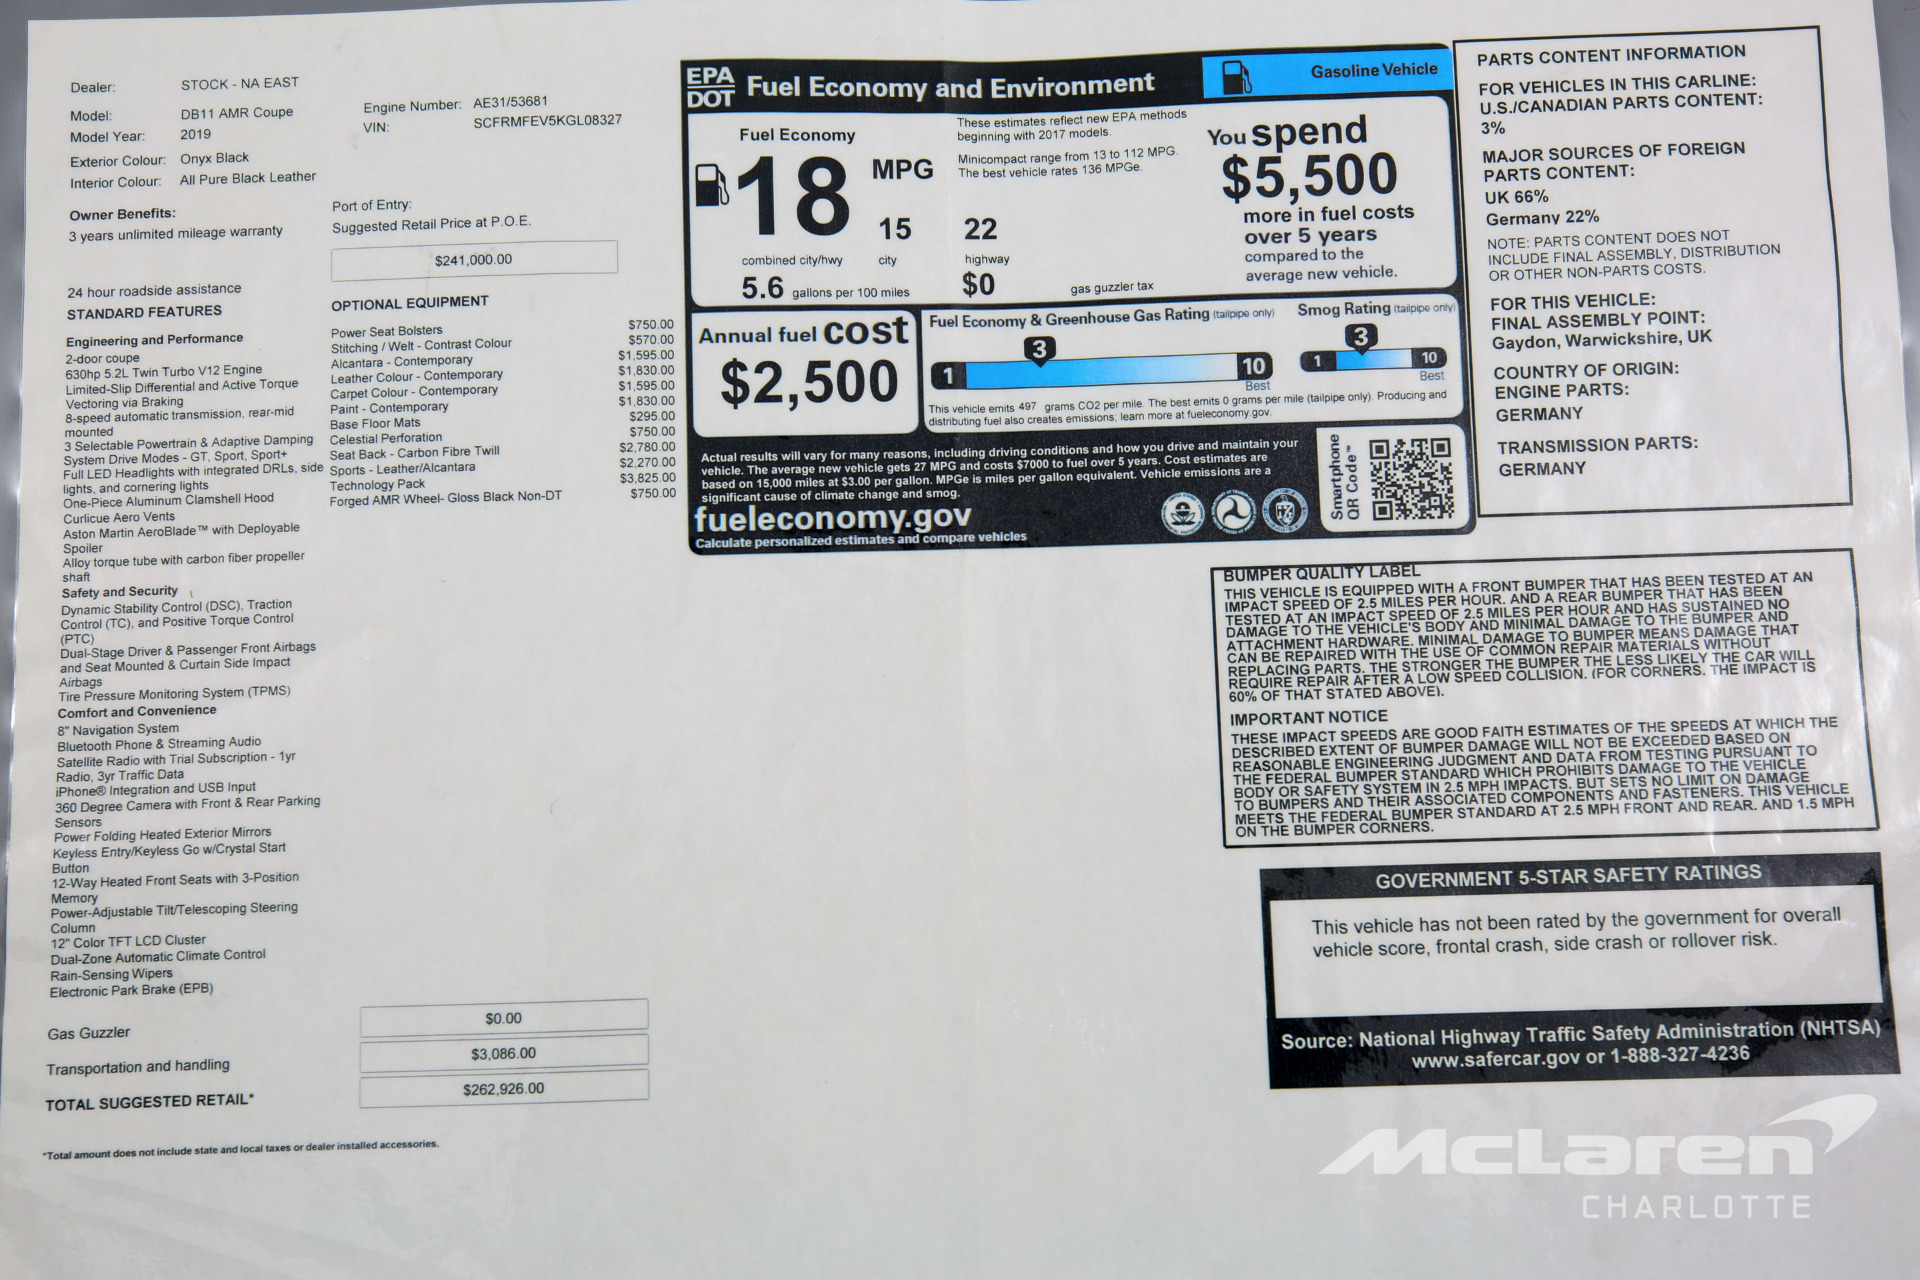 Dealer: STOCK - NA EAST
Model: DB11 AMR Coupe
Model Year: 2019
Exterior Colour: Onyx Black
Interior Colour: All Pure Black Leather
Engine Number: AE31/53681
VIN: SCFRMFEV5KGL08327
Owner Benefits:
3 years unlimited mileage warranty
24 hour roadside assistance
Port of Entry:
Suggested Retail Price at P.O.E.
$241,000.00
STANDARD FEATURES
Engineering and Performance
2-door coupe
630hp 5.2L Twin Turbo V12 Engine
Limited-Slip Differential and Active Torque
Vectoring via Braking
8-speed automatic transmission, rear-mid
mounted
3 Selectable Powertrain & Adaptive Damping
System Drive Modes - GT, Sport, Sport+
Full LED Headlights with integrated DRLs, side
lights, and cornering lights
One-Piece Aluminum Clamshell Hood
Curlicue Aero Vents
Aston Martin AeroBlade™ with Deployable
Spoiler
Alloy torque tube with carbon fiber propeller
shaft
Safety and Security
Dynamic Stability Control (DSC), Traction
Control (TC), and Positive Torque Control
(PTC)
Dual-Stage Driver & Passenger Front Airbags
and Seat Mounted & Curtain Side Impact
Airbags
Tire Pressure Monitoring System (TPMS)
Comfort and Convenience
8" Navigation System
Bluetooth Phone & Streaming Audio
Satellite Radio with Trial Subscription - 1yr
Radio, 3yr Traffic Data
iPhone® Integration and USB Input
360 Degree Camera with Front & Rear Parking
Sensors
Power Folding Heated Exterior Mirrors
Keyless Entry/Keyless Go w/Crystal Start
Button
12-Way Heated Front Seats with 3-Position
Memory
Power-Adjustable Tilt/Telescoping Steering
Column
12" Color TFT LCD Cluster
Dual-Zone Automatic Climate Control
Rain-Sensing Wipers
Electronic Park Brake (EPB)
OPTIONAL EQUIPMENT
Power Seat Bolsters $750.00
Stitching / Welt - Contrast Colour $570.00
Alcantara - Contemporary $1,595.00
Leather Colour - Contemporary $1,830.00
Carpet Colour - Contemporary $1,595.00
Paint - Contemporary $1,830.00
Base Floor Mats $295.00
Celestial Perforation $750.00
Seat Back - Carbon Fibre Twill $2,780.00
Sports - Leather/Alcantara $2,270.00
Technology Pack $3,825.00
Forged AMR Wheel- Gloss Black Non-DT $750.00
Gas Guzzler $0.00
Transportation and handling $3,086.00
TOTAL SUGGESTED RETAIL* $262,926.00
*Total amount does not include state and local taxes or dealer installed accessories.
EPA
DOT
Fuel Economy and Environment
Gasoline Vehicle
Fuel Economy
18 MPG
15
city
22
highway
combined city/hwy
5.6 gallons per 100 miles
$0 gas guzzler tax
These estimates reflect new EPA methods
beginning with 2017 models.
Minicompact range from 13 to 112 MPG.
The best vehicle rates 136 MPGe.
You spend
$5,500
more in fuel costs
over 5 years
compared to the
average new vehicle.
Annual fuel cost
$2,500
Fuel Economy & Greenhouse Gas Rating (tailpipe only)
3
1 10
Best
Smog Rating (tailpipe only)
3
1 10
Best
This vehicle emits 497 grams CO2 per mile. The best emits 0 grams per mile (tailpipe only). Producing and
distributing fuel also creates emissions; learn more at fueleconomy.gov.
Actual results will vary for many reasons, including driving conditions and how you drive and maintain your
vehicle. The average new vehicle gets 27 MPG and costs $7000 to fuel over 5 years. Cost estimates are
based on 15,000 miles at $3.00 per gallon. MPGe is miles per gallon equivalent. Vehicle emissions are a
significant cause of climate change and smog.
fueleconomy.gov
Calculate personalized estimates and compare vehicles
Smartphone
QR Code™
PARTS CONTENT INFORMATION
FOR VEHICLES IN THIS CARLINE:
U.S./CANADIAN PARTS CONTENT:
3%
MAJOR SOURCES OF FOREIGN
PARTS CONTENT:
UK 66%
Germany 22%
NOTE: PARTS CONTENT DOES NOT
INCLUDE FINAL ASSEMBLY, DISTRIBUTION
OR OTHER NON-PARTS COSTS.
FOR THIS VEHICLE:
FINAL ASSEMBLY POINT:
Gaydon, Warwickshire, UK
COUNTRY OF ORIGIN:
ENGINE PARTS:
GERMANY
TRANSMISSION PARTS:
GERMANY
BUMPER QUALITY LABEL
THIS VEHICLE IS EQUIPPED WITH A FRONT BUMPER THAT HAS BEEN TESTED AT AN
IMPACT SPEED OF 2.5 MILES PER HOUR. AND A REAR BUMPER THAT HAS BEEN
TESTED AT AN IMPACT SPEED OF 2.5 MILES PER HOUR AND HAS SUSTAINED NO
DAMAGE TO THE VEHICLE'S BODY AND MINIMAL DAMAGE TO THE BUMPER AND
ATTACHMENT HARDWARE. MINIMAL DAMAGE TO BUMPER MEANS DAMAGE THAT
CAN BE REPAIRED WITH THE USE OF COMMON REPAIR MATERIALS WITHOUT
REPLACING PARTS. THE STRONGER THE BUMPER THE LESS LIKELY THE CAR WILL
REQUIRE REPAIR AFTER A LOW SPEED COLLISION. (FOR CORNERS. THE IMPACT IS
60% OF THAT STATED ABOVE).
IMPORTANT NOTICE
THESE IMPACT SPEEDS ARE GOOD FAITH ESTIMATES OF THE SPEEDS AT WHICH THE
DESCRIBED EXTENT OF BUMPER DAMAGE WILL NOT BE EXCEEDED BASED ON
REASONABLE ENGINEERING JUDGMENT AND DATA FROM TESTING PURSUANT TO
THE FEDERAL BUMPER STANDARD WHICH PROHIBITS DAMAGE TO THE VEHICLE
BODY OR SAFETY SYSTEM IN 2.5 MPH IMPACTS. BUT SETS NO LIMIT ON DAMAGE
TO BUMPERS AND THEIR ASSOCIATED COMPONENTS AND FASTENERS. THIS VEHICLE
MEETS THE FEDERAL BUMPER STANDARD AT 2.5 MPH FRONT AND REAR. AND 1.5 MPH
ON THE BUMPER CORNERS.
GOVERNMENT 5-STAR SAFETY RATINGS
This vehicle has not been rated by the government for overall
vehicle score, frontal crash, side crash or rollover risk.
Source: National Highway Traffic Safety Administration (NHTSA)
www.safercar.gov or 1-888-327-4236
McLaren
CHARLOTTE